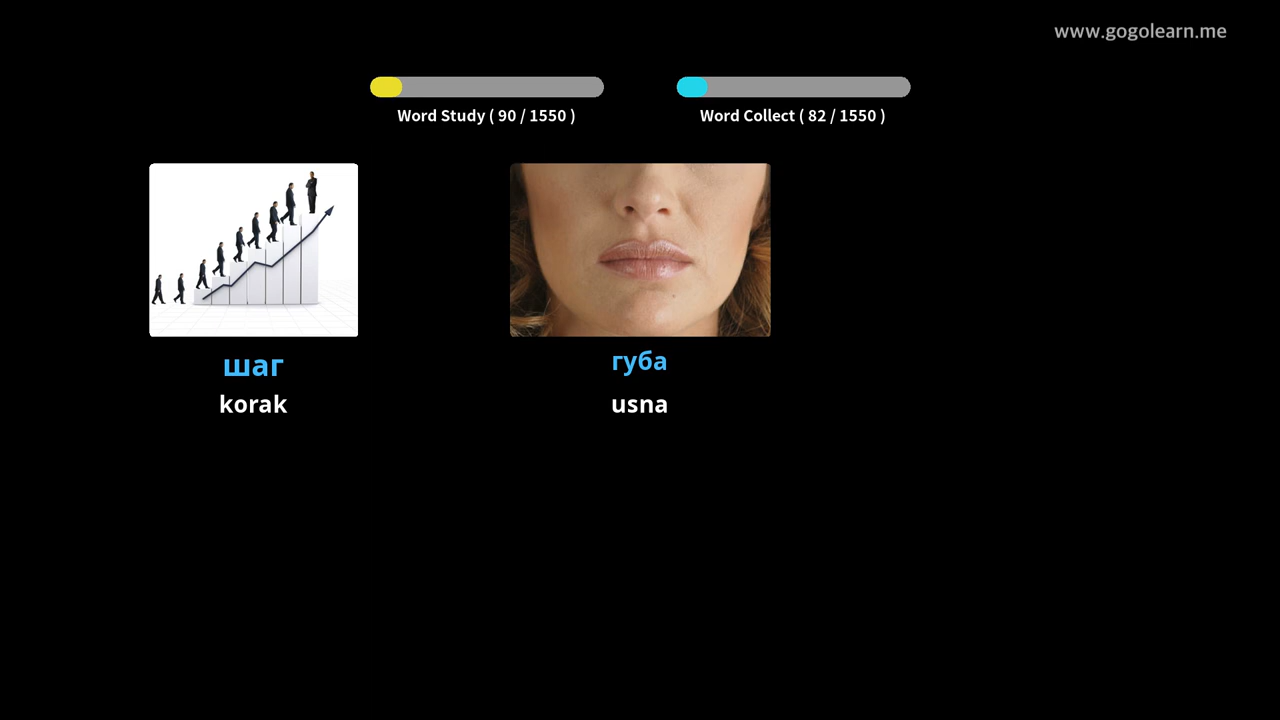 www.gogolearn.me
Word Study ( 90 / 1550 )
Word Collect ( 82 / 1550 )
шаг
korak
губа
usna